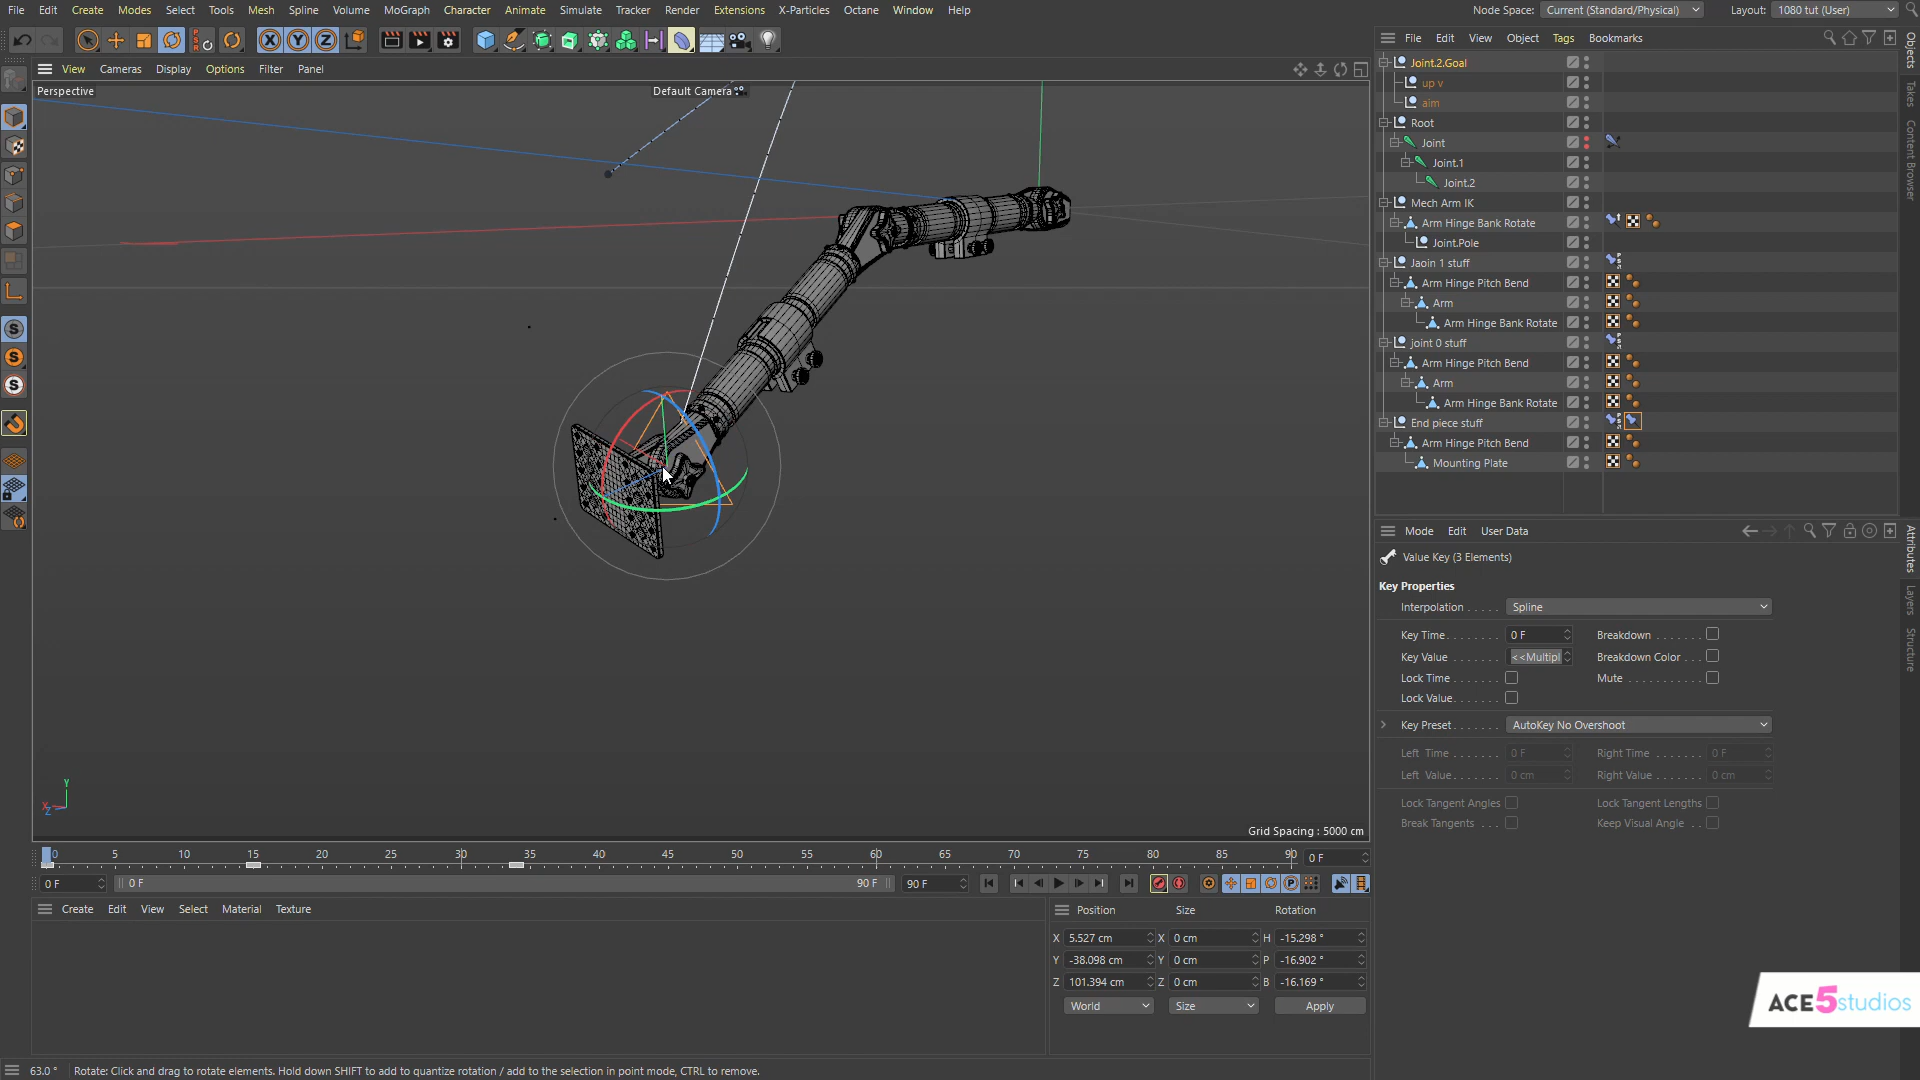 File Edit Create Modes Select Tools Mesh Spline Volume MoGraph Character Animate Simulate Tracker Render Extensions X-Particles Octane Window Help
Node Space: Current (Standard/Physical) Layout: 1080 tut (User)
File Edit View Object Tags Bookmarks
View Cameras Display Options Filter Panel
Perspective
Default Camera
Joint.2.Goal
up v
aim
Root
Joint
Joint.1
Joint.2
Mech Arm IK
Arm Hinge Bank Rotate
Joint.Pole
Jaoin 1 stuff
Arm Hinge Pitch Bend
Arm
Arm Hinge Bank Rotate
joint 0 stuff
Arm Hinge Pitch Bend
Arm
Arm Hinge Bank Rotate
End piece stuff
Arm Hinge Pitch Bend
Mounting Plate
Objects
Takes
Content Browser
Mode Edit User Data
Value Key (3 Elements)
Key Properties
Interpolation . . . . . Spline
Key Time. . . . . . . . 0 F Breakdown . . . . . . .
Key Value . . . . . . . <<Multipl Breakdown Color . . .
Lock Time . . . . . . . Mute . . . . . . . . . . .
Lock Value. . . . . . .
Key Preset. . . . . . . AutoKey No Overshoot
Left Time . . . . . . . 0 F Right Time . . . . . . . 0 F
Left Value. . . . . . . 0 cm Right Value . . . . . . 0 cm
Lock Tangent Angles Lock Tangent Lengths
Break Tangents . . . Keep Visual Angle . .
Attributes
Layers
Structure
Y
X
Z
Grid Spacing : 5000 cm
0 5 10 15 20 25 30 35 40 45 50 55 60 65 70 75 80 85 90 0 F
0 F 0 F 90 F 90 F
Create Edit View Select Material Texture
Position Size Rotation
X 5.527 cm X 0 cm H -15.298 °
Y -38.098 cm Y 0 cm P -16.902 °
Z 101.394 cm Z 0 cm B -16.169 °
World Size Apply
ACE5studios
63.0 ° Rotate: Click and drag to rotate elements. Hold down SHIFT to add to quantize rotation / add to the selection in point mode, CTRL to remove.